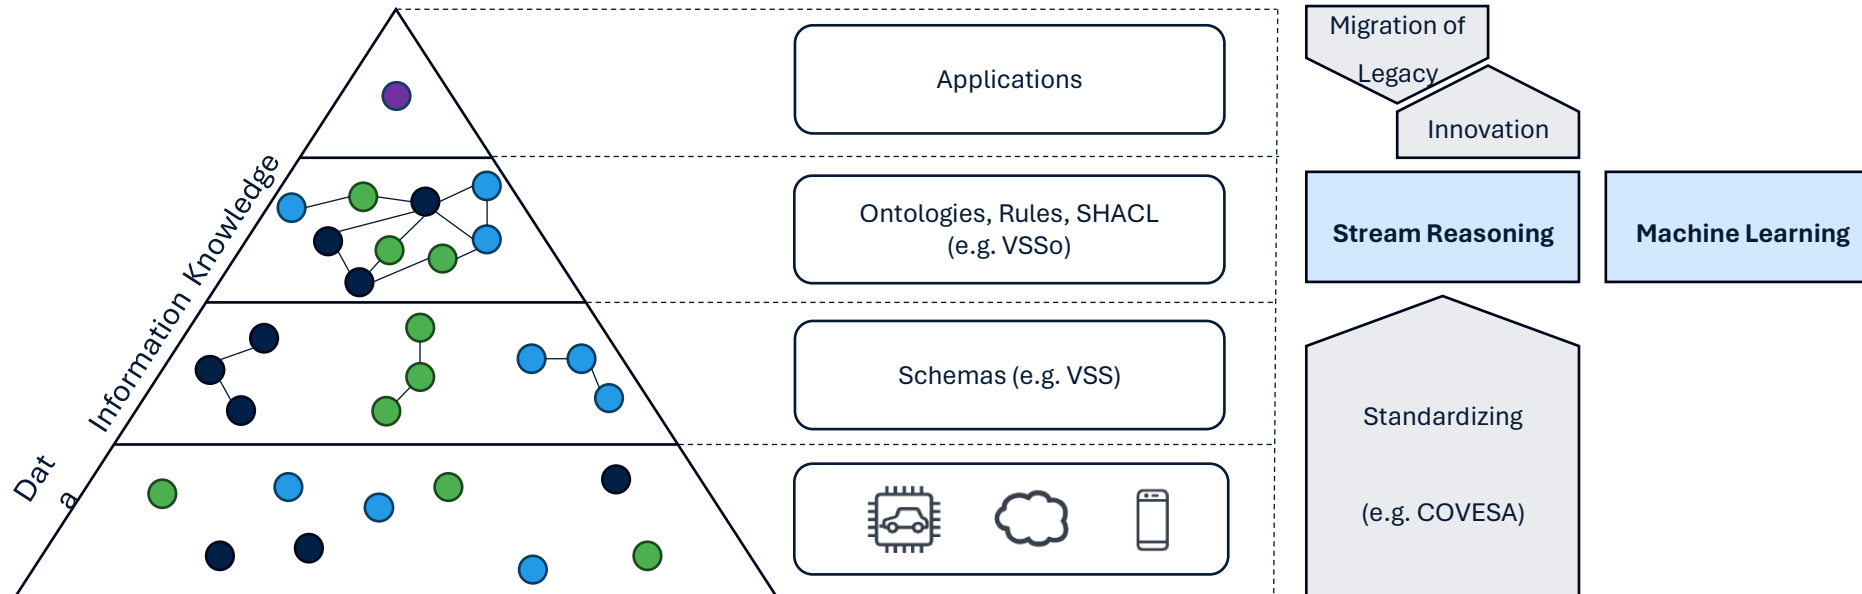 Migration of
Legacy
Applications
Innovation
Knowledge
Ontologies, Rules, SHACL
(e.g. VSSo)
Stream Reasoning
Machine Learning
Information
Schemas (e.g. VSS)
Standardizing
(e.g. COVESA)
Dat
a